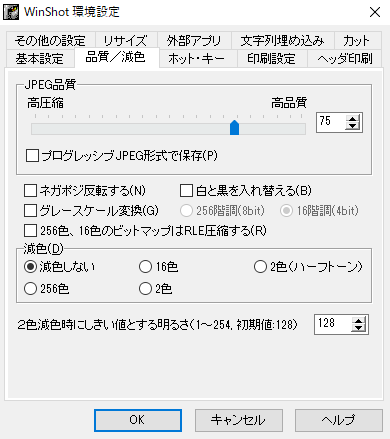 WinShot 環境設定
その他の設定 リサイズ 外部アプリ 文字列埋め込み カット
基本設定 品質／減色 ホット・キー 印刷設定 ヘッダ印刷
JPEG品質
高圧縮 高品質
75
プログレッシブJPEG形式で保存(P)
ネガポジ反転する(N) 白と黒を入れ替える(B)
グレースケール変換(G) 256階調(8bit) 16階調(4bit)
256色、16色のビットマップはRLE圧縮する(R)
減色(D)
減色しない 16色 2色(ハーフトーン)
256色 2色
２色減色時にしきい値とする明るさ(1～254,初期値:128) 128
OK キャンセル ヘルプ